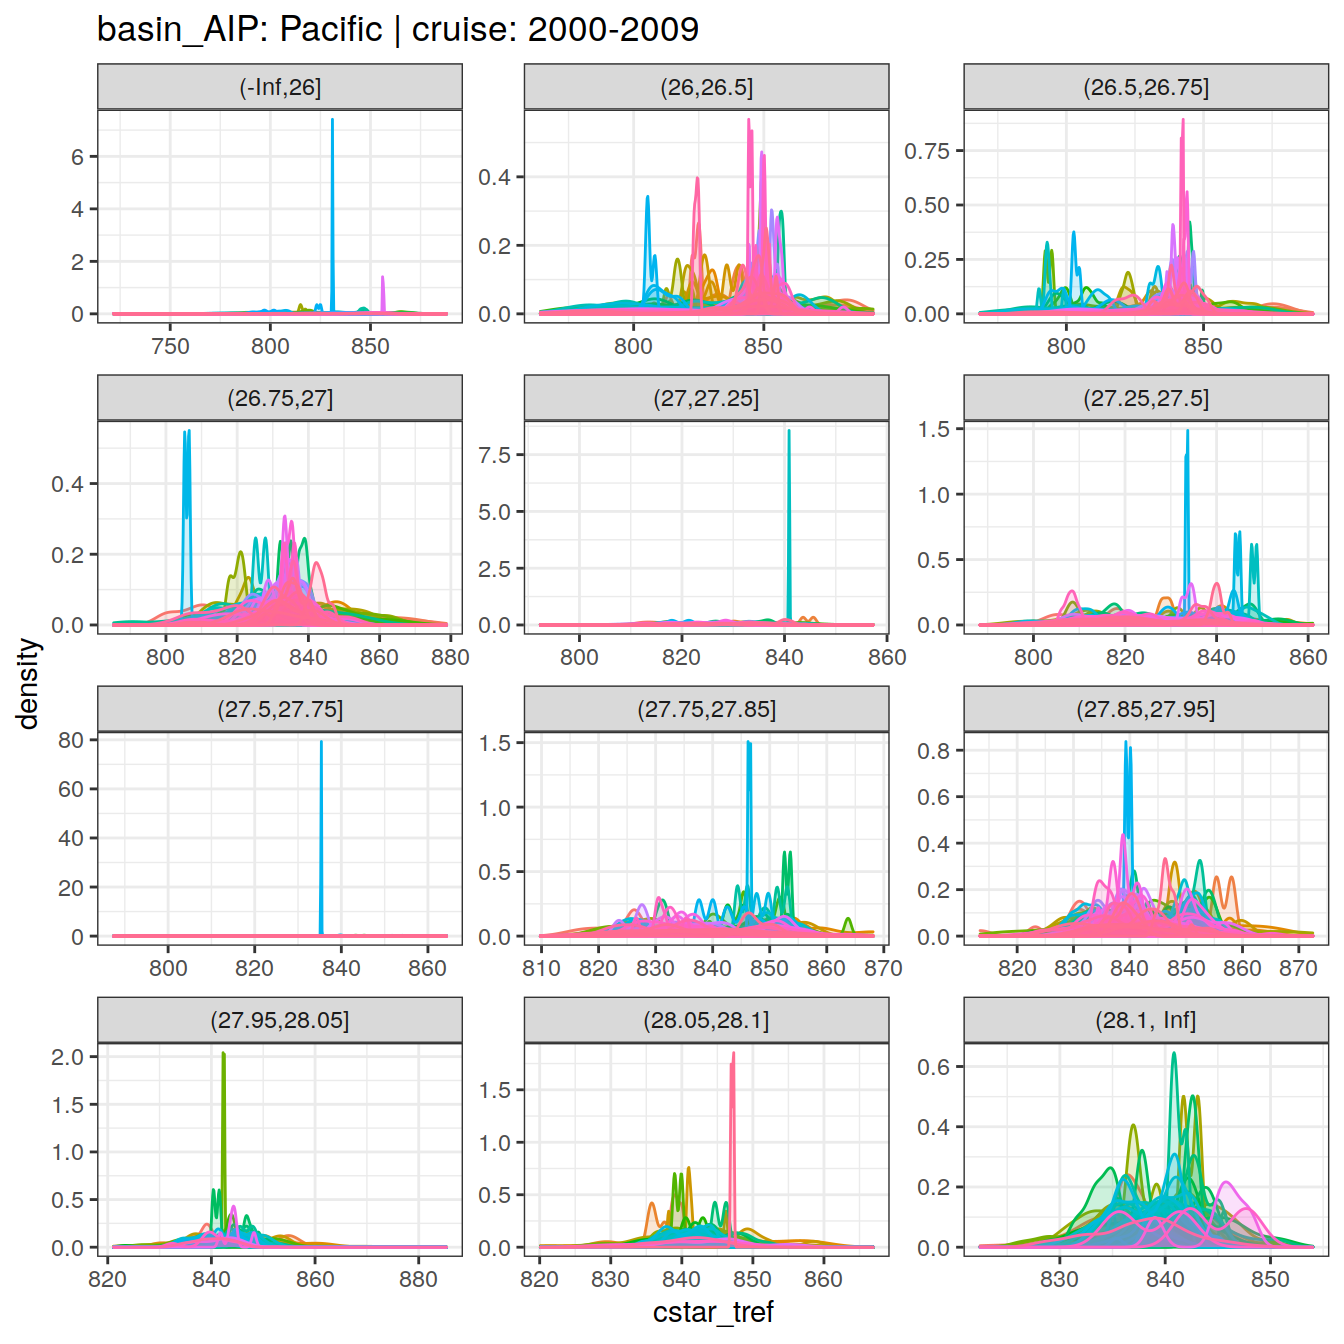 basin_AIP: Pacific | cruise: 2000-2009
(-Inf,26] (26,26.5] (26.5,26.75]
6 4 2 0
750 800 850
0.4 0.2 0.0
800 850
0.75 0.50 0.25 0.00
800 850
(26.75,27] (27,27.25] (27.25,27.5]
0.4 0.2 0.0
800 820 840 860 880
7.5 5.0 2.5 0.0
800 820 840 860
1.5 1.0 0.5 0.0
800 820 840 860
density
(27.5,27.75] (27.75,27.85] (27.85,27.95]
80 60 40 20 0
800 820 840 860
1.5 1.0 0.5 0.0
810 820 830 840 850 860 870
0.8 0.6 0.4 0.2 0.0
820 830 840 850 860 870
(27.95,28.05] (28.05,28.1] (28.1, Inf]
2.0 1.5 1.0 0.5 0.0
820 840 860 880
1.5 1.0 0.5 0.0
820 830 840 850 860
0.6 0.4 0.2 0.0
830 840 850
cstar_tref